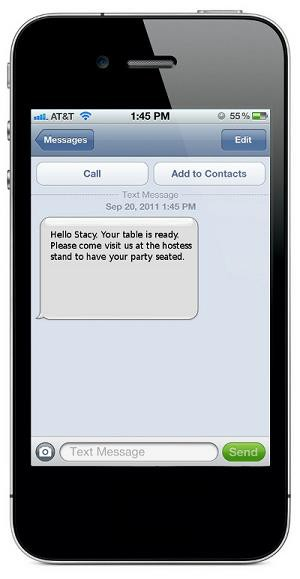 AT&T 1:45 PM 55%
Messages Edit
Call Add to Contacts
Text Message
Sep 20, 2011 1:45 PM
Hello Stacy. Your table is ready.
Please come visit us at the hostess
stand to have your party seated.
Text Message Send